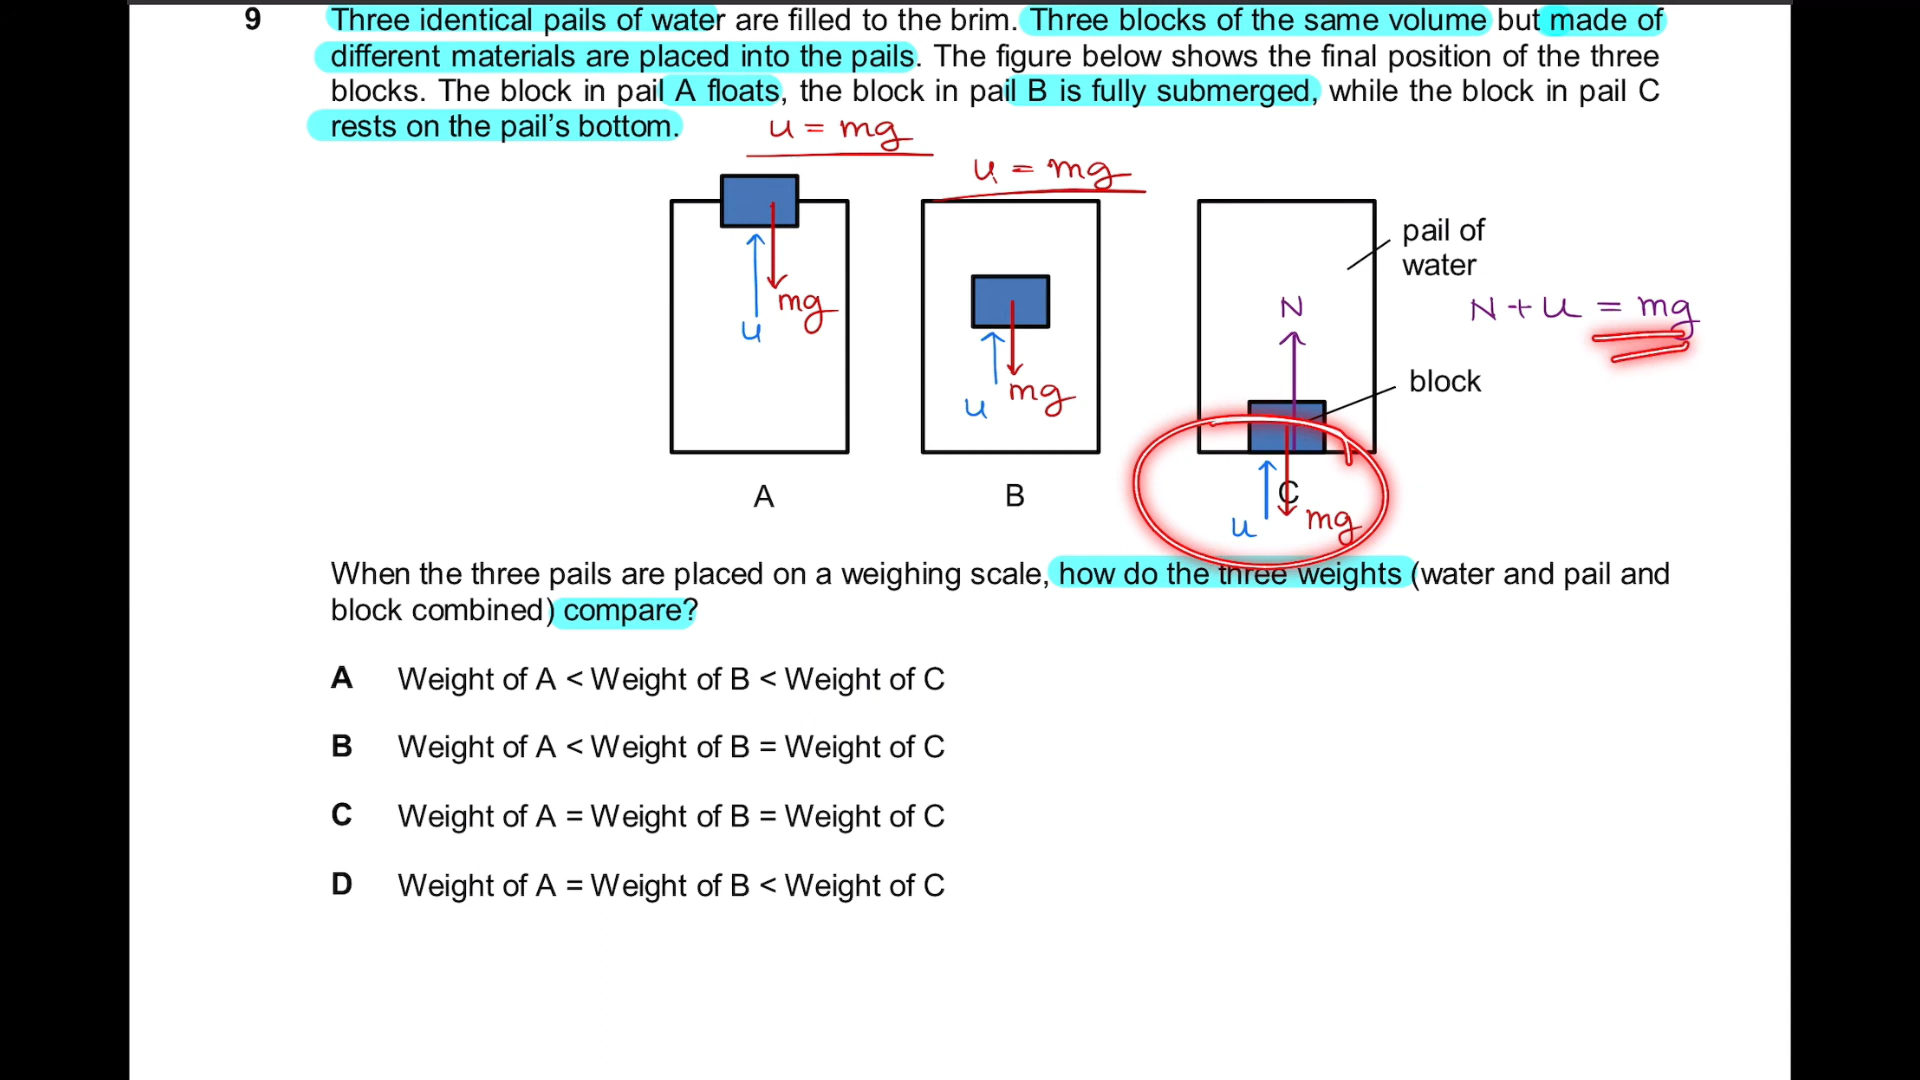 9 Three identical pails of water are filled to the brim. Three blocks of the same volume but made of
different materials are placed into the pails. The figure below shows the final position of the three
blocks. The block in pail A floats, the block in pail B is fully submerged, while the block in pail C
rests on the pail's bottom.
u = mg
u = mg
pail of
water
N + u = mg
N
mg
u
mg
u
block
A
B
C
mg
u
When the three pails are placed on a weighing scale, how do the three weights (water and pail and
block combined) compare?
A Weight of A < Weight of B < Weight of C
B Weight of A < Weight of B = Weight of C
C Weight of A = Weight of B = Weight of C
D Weight of A = Weight of B < Weight of C